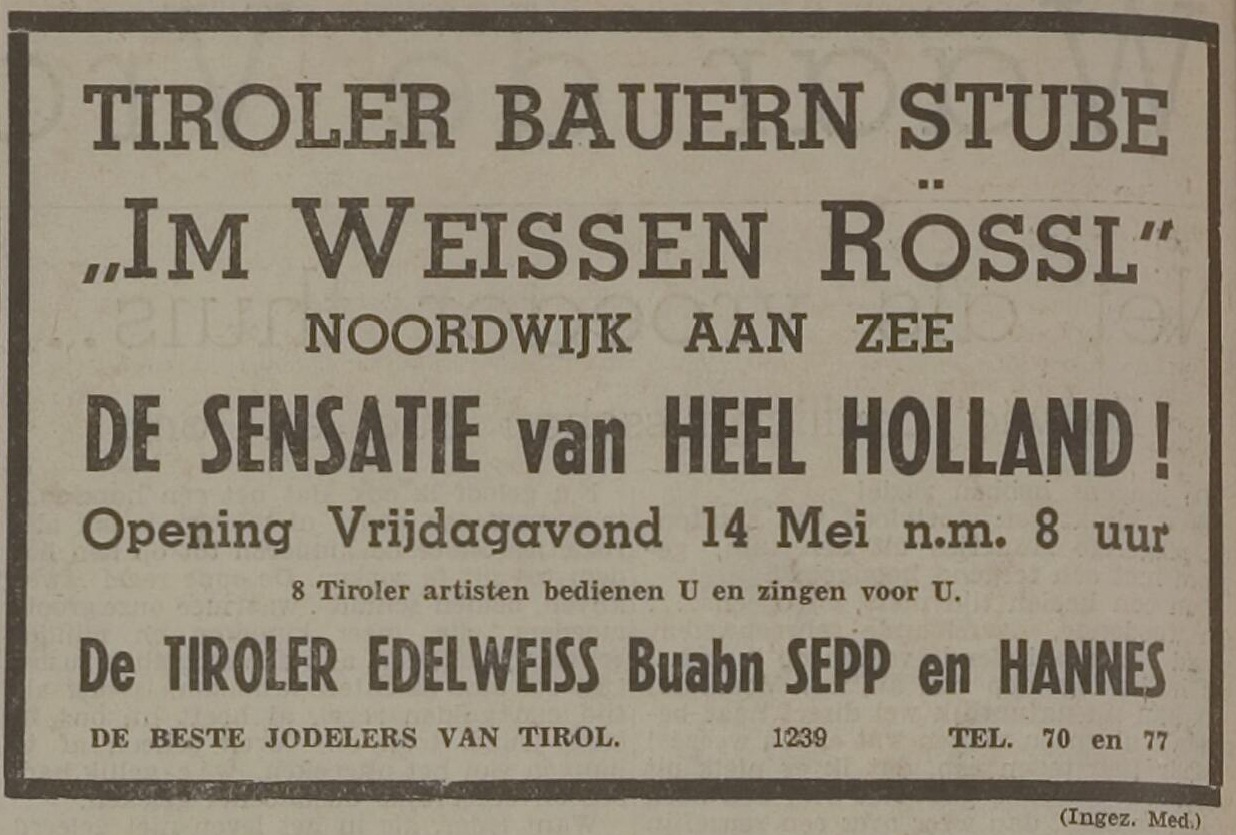 TIROLER BAUERN STUBE
„IM WEISSEN RÖSSL"
NOORDWIJK AAN ZEE
DE SENSATIE van HEEL HOLLAND!
Opening Vrijdagavond 14 Mei n.m. 8 uur
8 Tiroler artisten bedienen U en zingen voor U.
De TIROLER EDELWEISS Buabn SEPP en HANNES
DE BESTE JODELERS VAN TIROL. 1239 TEL. 70 en 77
(Ingez. Med.)